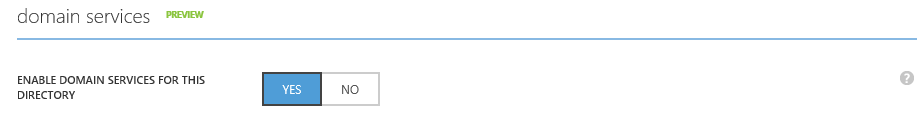 domain services PREVIEW
ENABLE DOMAIN SERVICES FOR THIS
DIRECTORY
YES NO
?